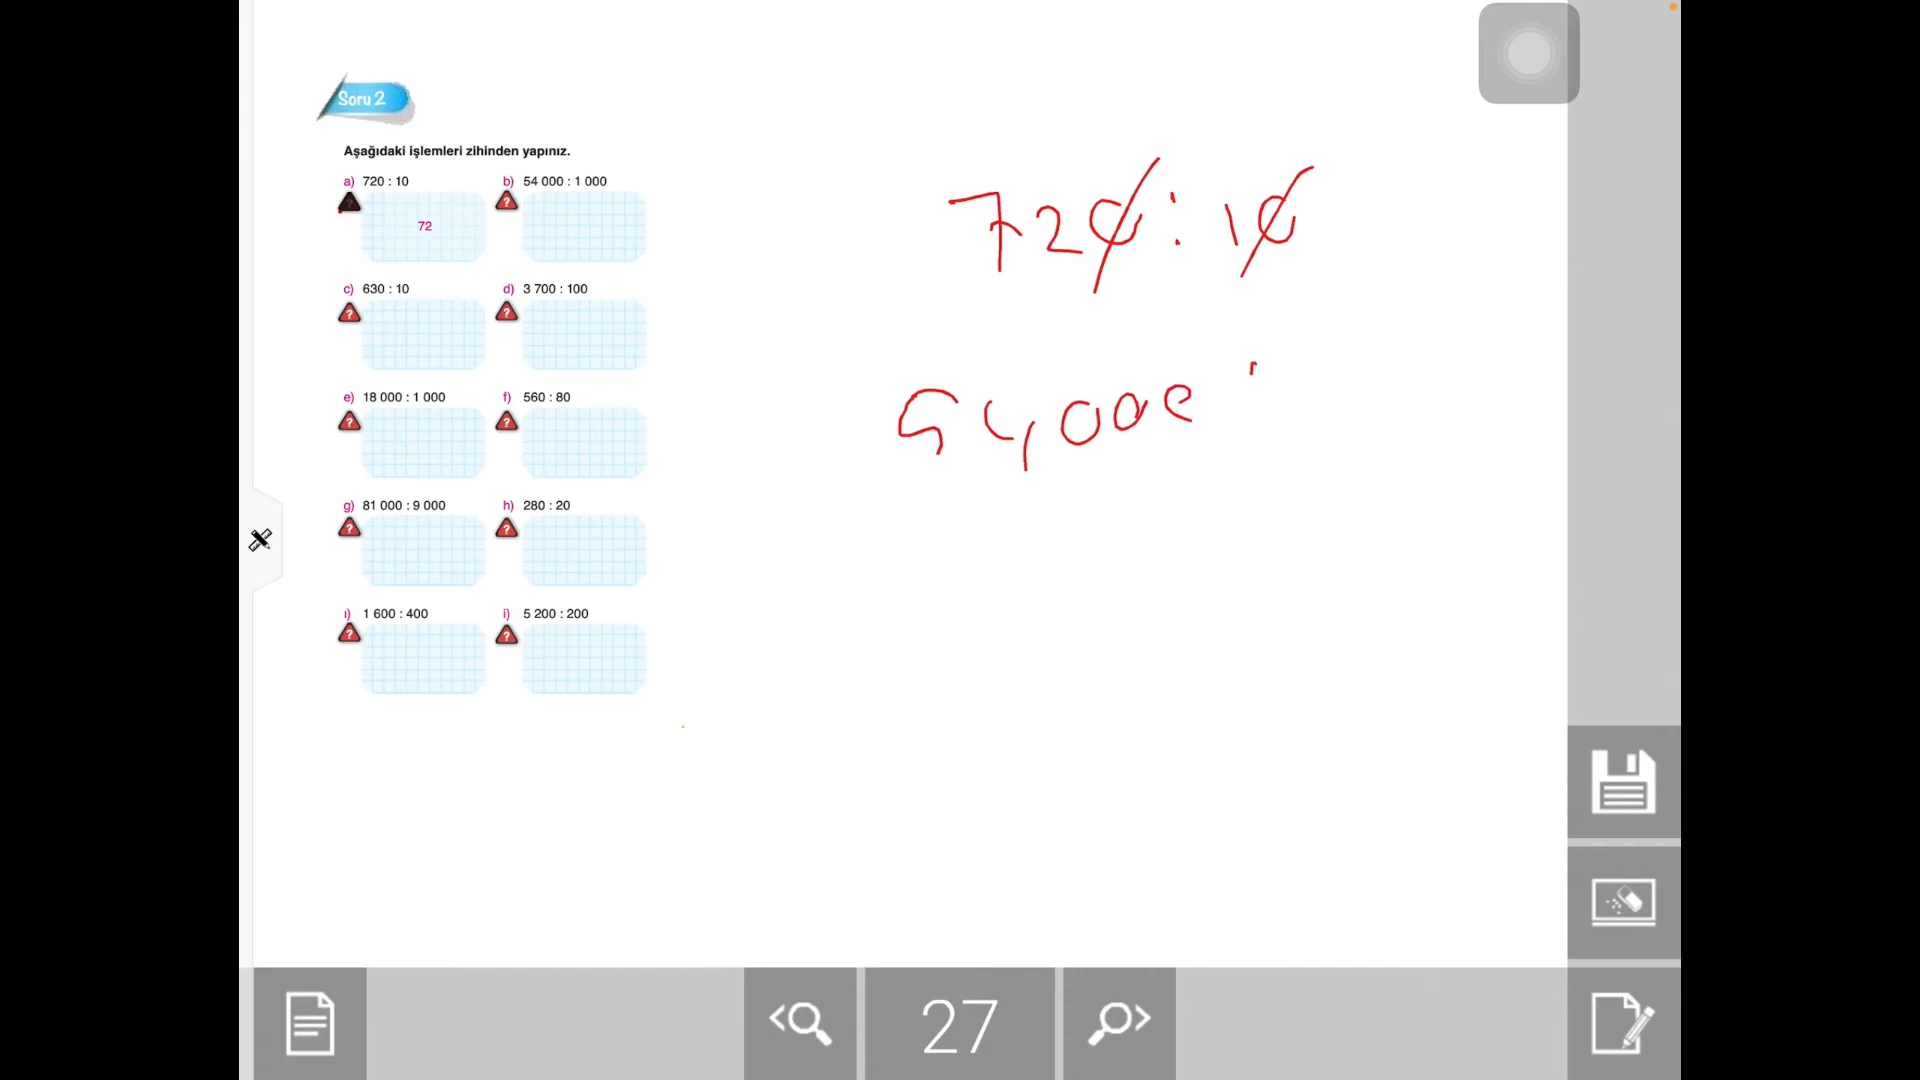 Soru 2
Aşağıdaki işlemleri zihinden yapınız.
a) 720 : 10
b) 54 000 : 1 000
72
c) 630 : 10
d) 3 700 : 100
e) 18 000 : 1 000
f) 560 : 80
g) 81 000 : 9 000
h) 280 : 20
ı) 1 600 : 400
i) 5 200 : 200
720 : 10
54000
27